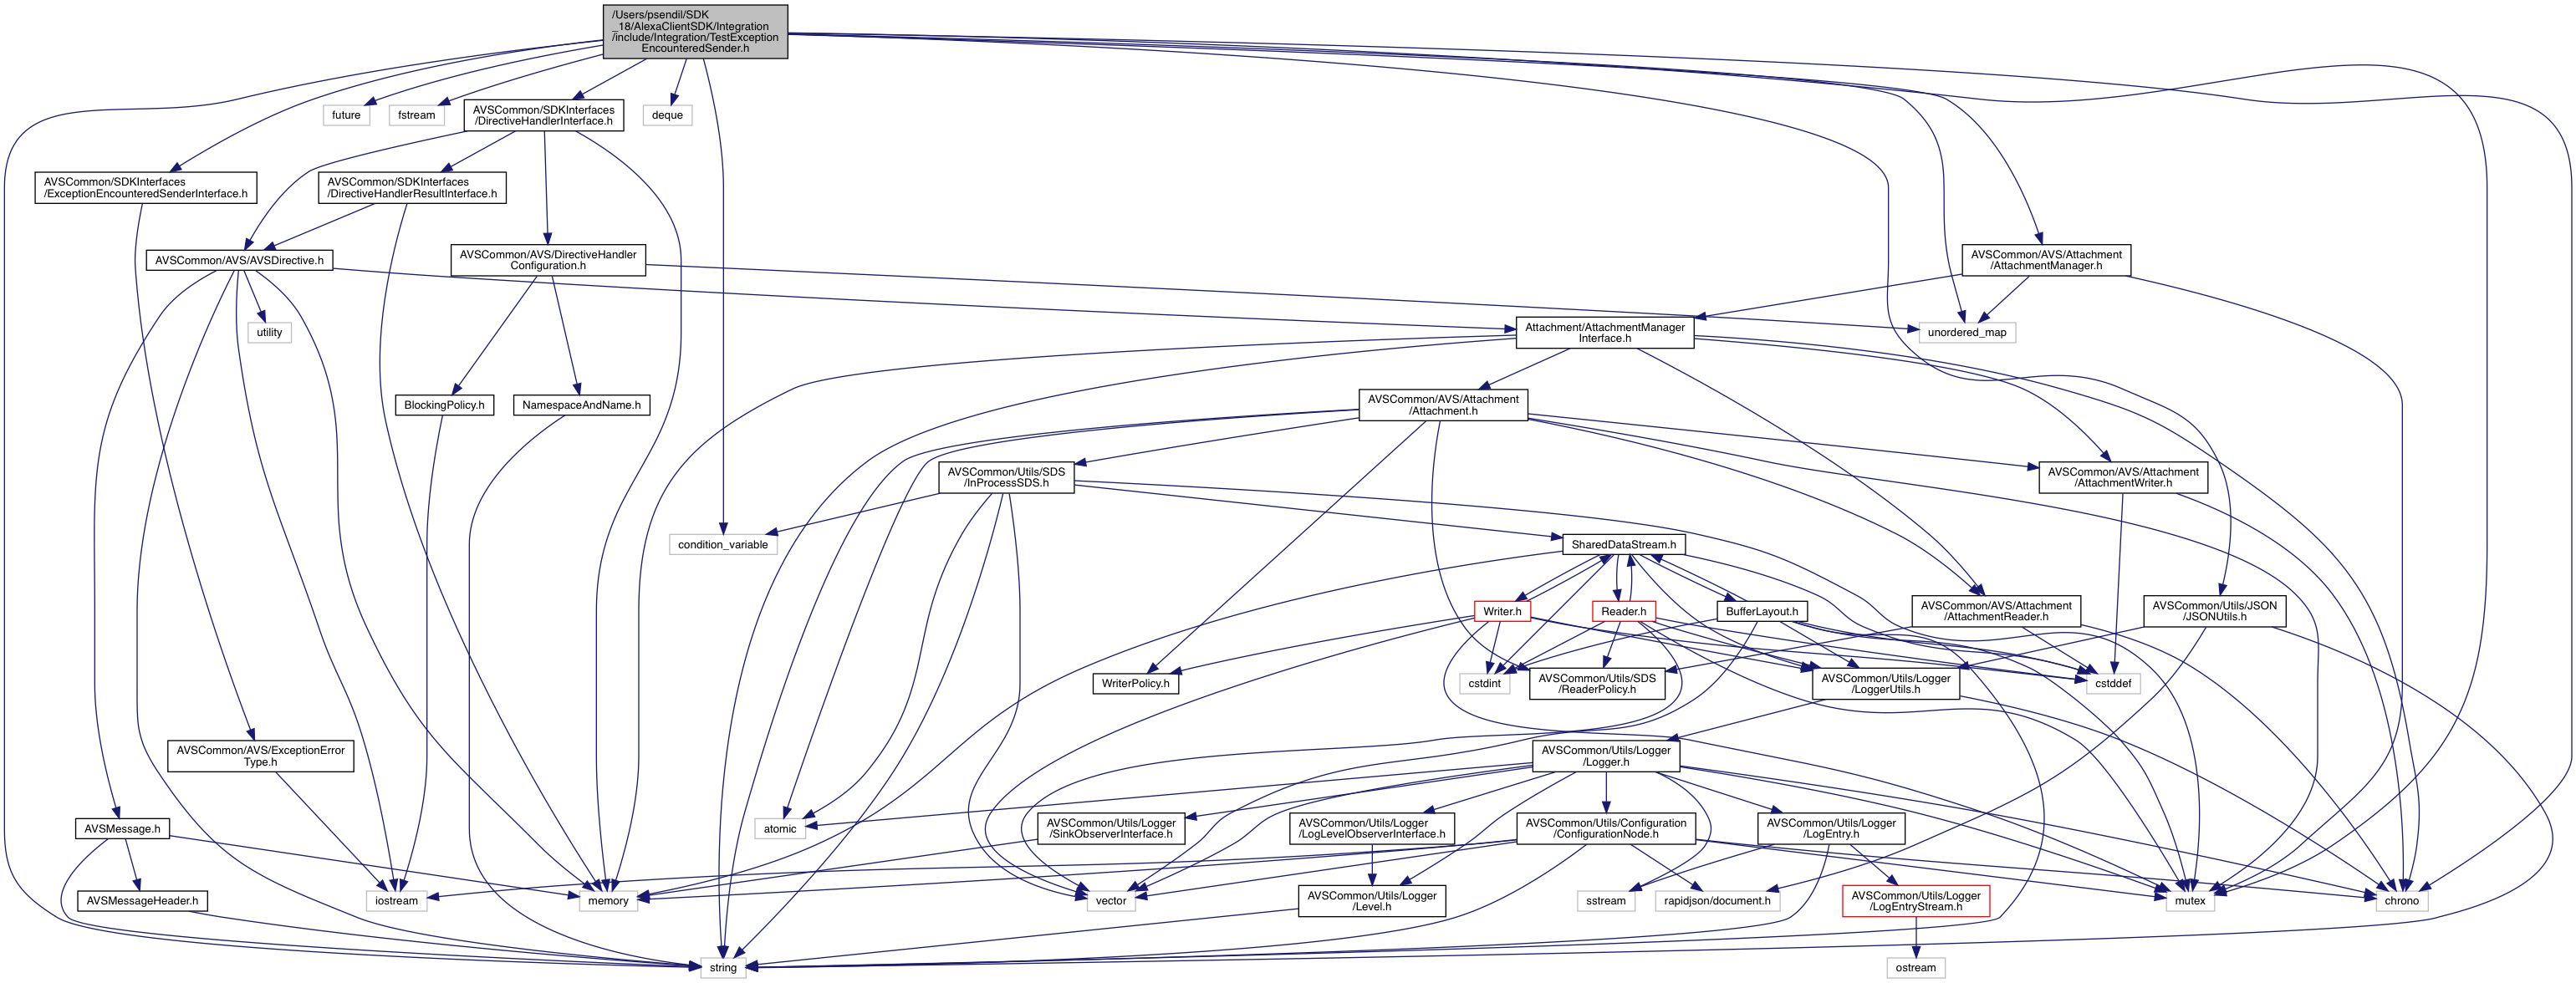 /Users/psendil/SDK
_18/AlexaClientSDK/Integration
/include/Integration/TestException
EncounteredSender.h
future
fstream
AVSCommon/SDKInterfaces
/DirectiveHandlerInterface.h
deque
AVSCommon/SDKInterfaces
/ExceptionEncounteredSenderInterface.h
AVSCommon/SDKInterfaces
/DirectiveHandlerResultInterface.h
AVSCommon/AVS/AVSDirective.h
AVSCommon/AVS/DirectiveHandler
Configuration.h
AVSCommon/AVS/Attachment
/AttachmentManager.h
utility
Attachment/AttachmentManager
Interface.h
unordered_map
BlockingPolicy.h
NamespaceAndName.h
AVSCommon/AVS/Attachment
/Attachment.h
AVSCommon/Utils/SDS
/InProcessSDS.h
AVSCommon/AVS/Attachment
/AttachmentWriter.h
condition_variable
SharedDataStream.h
Writer.h
Reader.h
BufferLayout.h
AVSCommon/AVS/Attachment
/AttachmentReader.h
AVSCommon/Utils/JSON
/JSONUtils.h
WriterPolicy.h
cstdint
AVSCommon/Utils/SDS
/ReaderPolicy.h
AVSCommon/Utils/Logger
/LoggerUtils.h
cstddef
AVSCommon/AVS/ExceptionError
Type.h
AVSCommon/Utils/Logger
/Logger.h
AVSMessage.h
atomic
AVSCommon/Utils/Logger
/SinkObserverInterface.h
AVSCommon/Utils/Logger
/LogLevelObserverInterface.h
AVSCommon/Utils/Configuration
/ConfigurationNode.h
AVSCommon/Utils/Logger
/LogEntry.h
AVSMessageHeader.h
iostream
memory
vector
AVSCommon/Utils/Logger
/Level.h
sstream
rapidjson/document.h
AVSCommon/Utils/Logger
/LogEntryStream.h
mutex
chrono
string
ostream